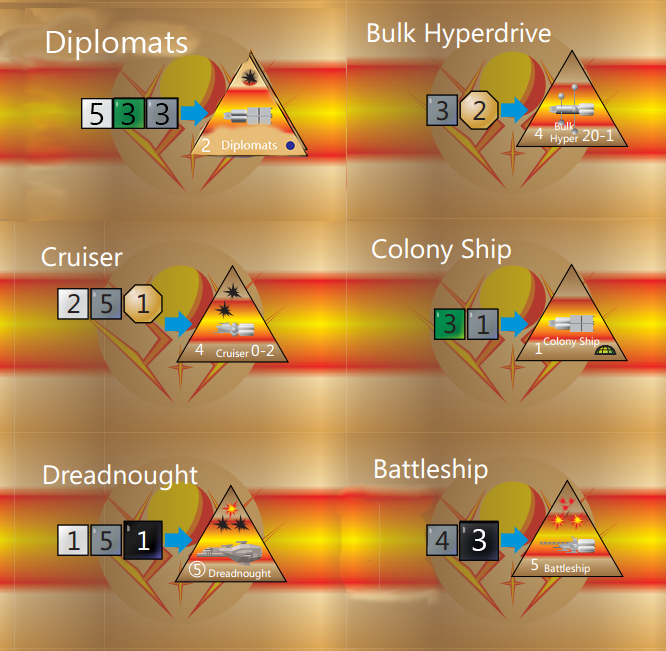 Diplomats
5 3 3
2 Diplomats
Bulk Hyperdrive
3 2
4 Bulk Hyper 20-1
Cruiser
2 5 1
4 Cruiser 0-2
Colony Ship
3 1
1 Colony Ship
Dreadnought
1 5 1
5 Dreadnought
Battleship
4 3
5 Battleship